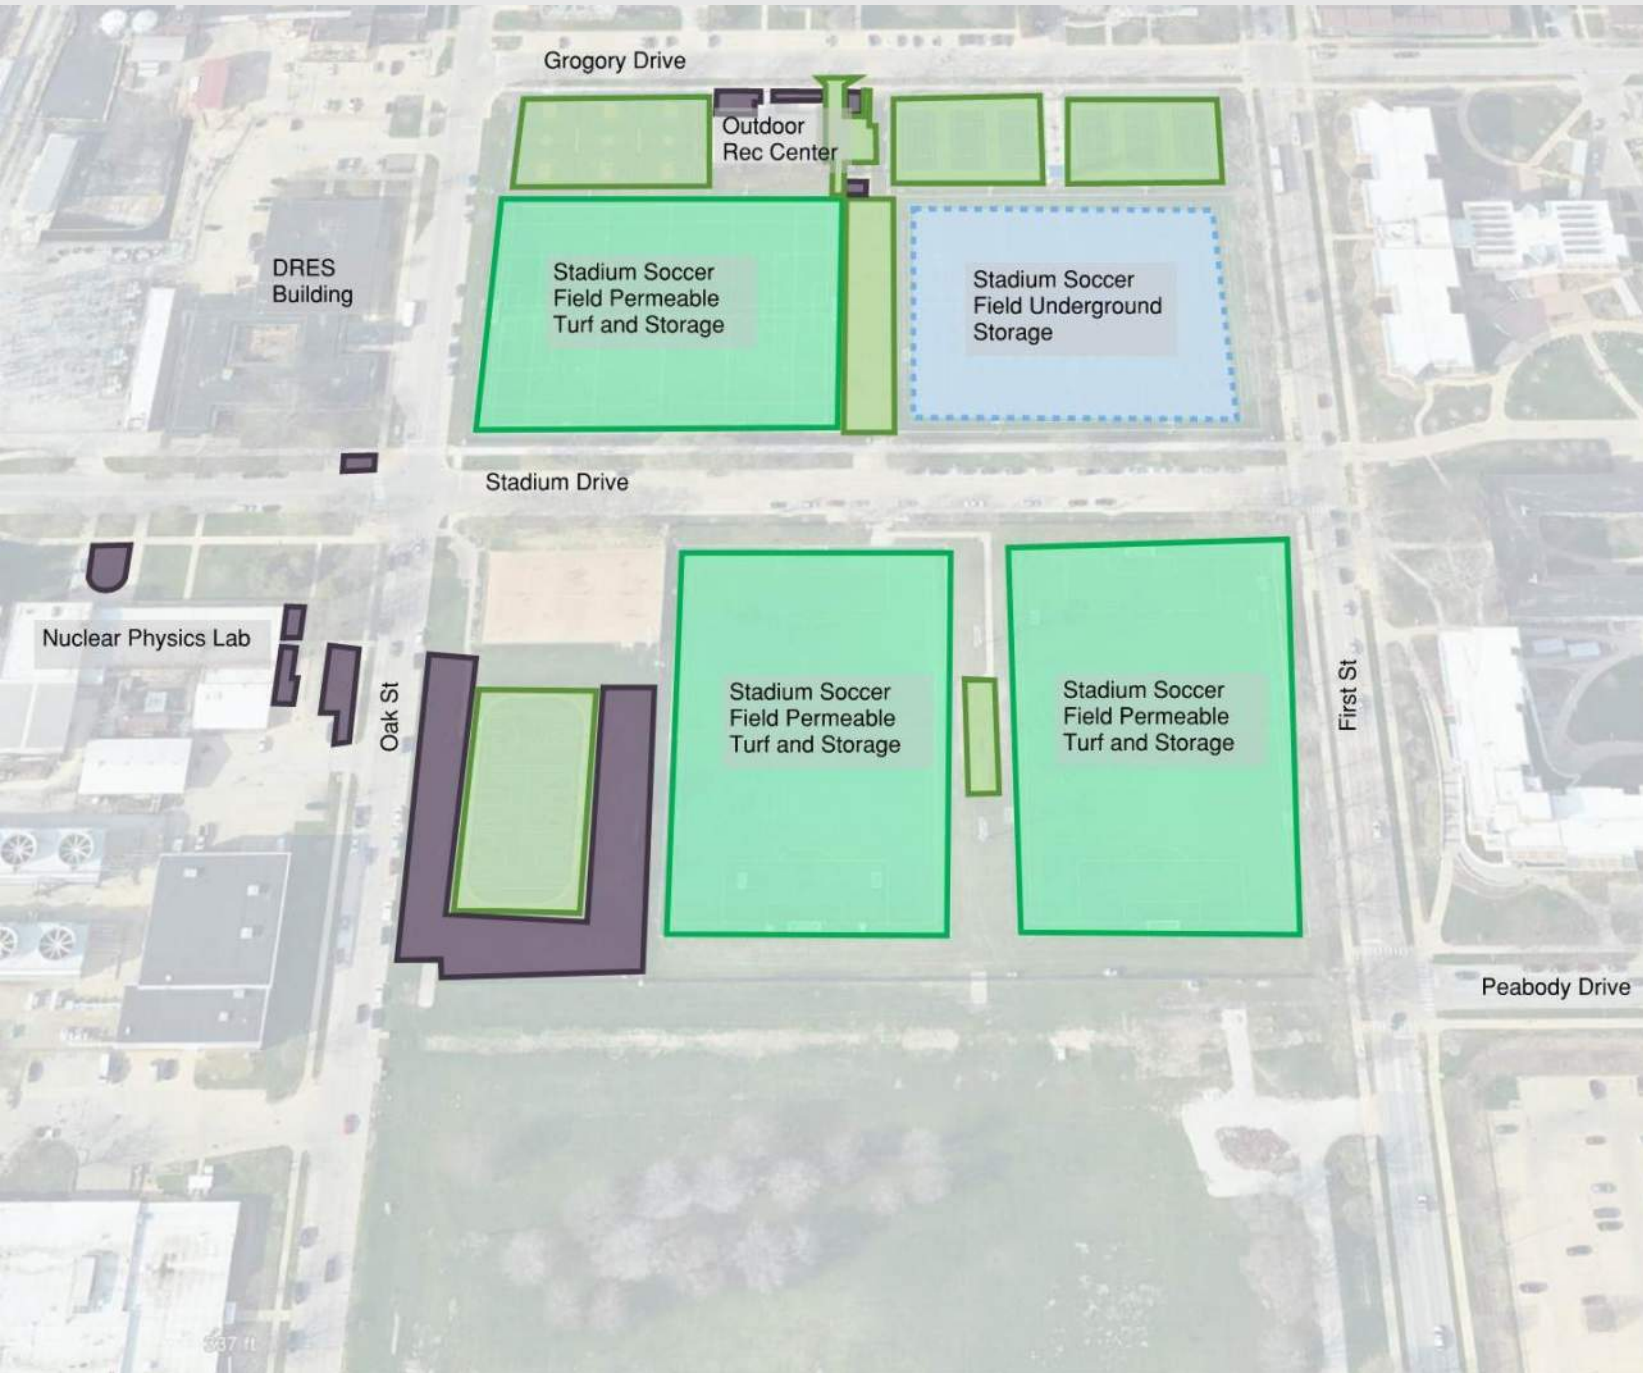 Grogory Drive
Outdoor
Rec Center
DRES
Building
Stadium Soccer
Field Permeable
Turf and Storage
Stadium Soccer
Field Underground
Storage
Stadium Drive
Nuclear Physics Lab
Oak St
Stadium Soccer
Field Permeable
Turf and Storage
Stadium Soccer
Field Permeable
Turf and Storage
First St
Peabody Drive